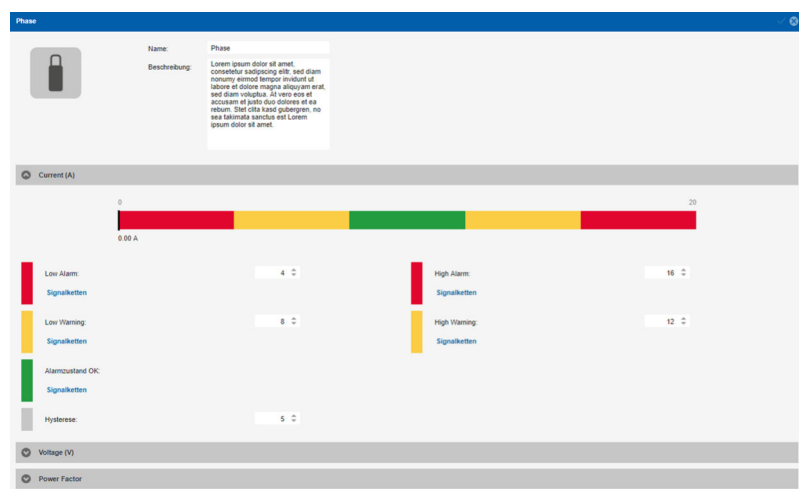 Phase
Name: Phase
Beschreibung: Lorem ipsum dolor sit amet,
consetetur sadipscing elitr, sed diam
nonumy eirmod tempor invidunt ut
labore et dolore magna aliquyam erat,
sed diam voluptua. At vero eos et
accusam et justo duo dolores et ea
rebum. Stet clita kasd gubergren, no
sea takimata sanctus est Lorem
ipsum dolor sit amet.
Current (A)
0 20
0.00 A
Low Alarm: 4 High Alarm: 16
Signalketten Signalketten
Low Warning: 8 High Warning: 12
Signalketten Signalketten
Alarmzustand OK:
Signalketten
Hysterese: 5
Voltage (V)
Power Factor